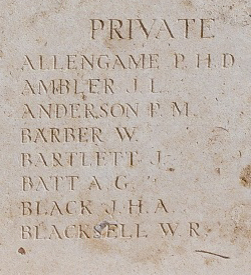 PRIVATE
ALLENGAME P. H. D
AMBLER J. L.
ANDERSON P. M.
BARBER W.
BARTLETT J.
BATT A. G.
BLACK J. H. A.
BLACKSELL W. R.